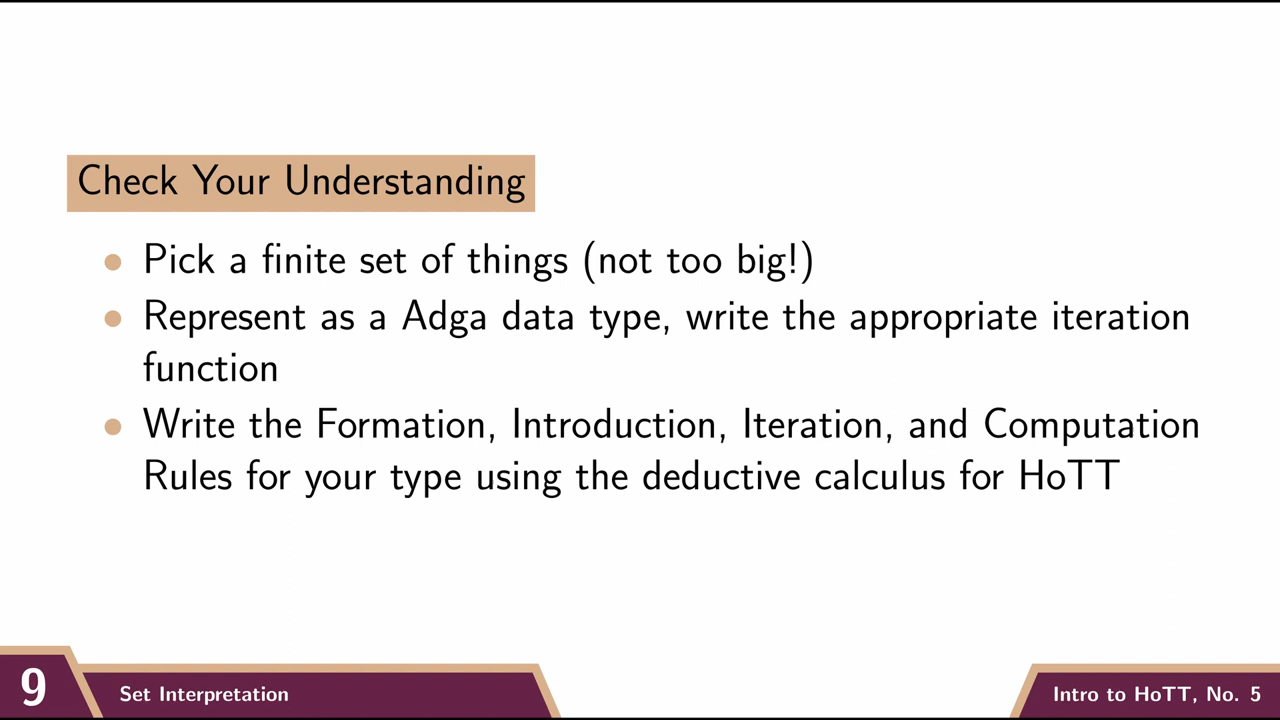 Check Your Understanding
Pick a finite set of things (not too big!)
Represent as a Adga data type, write the appropriate iteration
function
Write the Formation, Introduction, Iteration, and Computation
Rules for your type using the deductive calculus for HoTT
9
Set Interpretation
Intro to HoTT, No. 5